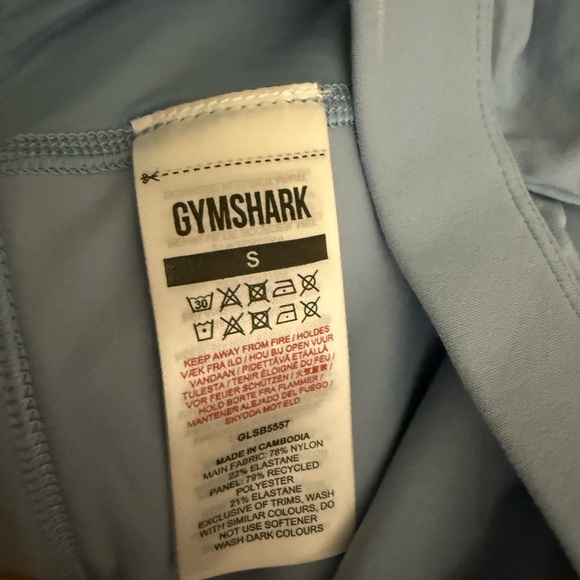 GYMSHARK
S
30
KEEP AWAY FROM FIRE / HOLDES
VÆK FRA ILD / HOU BIJ OPEN VUUR
VANDAAN / PIDETTÄVÄ ETÄÄLLÄ
TULESTA / TENIR ÉLOIGNÉ DU FEU /
VOR FEUER SCHÜTZEN /
HOLD BORTE FRA FLAMMER /
MANTENER ALEJADO DEL FUEGO /
SKYDDA MOT ELD
GLSB5557
MADE IN CAMBODIA
MAIN FABRIC: 78% NYLON
22% ELASTANE
PANEL: 79% RECYCLED
POLYESTER
21% ELASTANE
EXCLUSIVE OF TRIMS, WASH
WITH SIMILAR COLOURS, DO
NOT USE SOFTENER
WASH DARK COLOURS